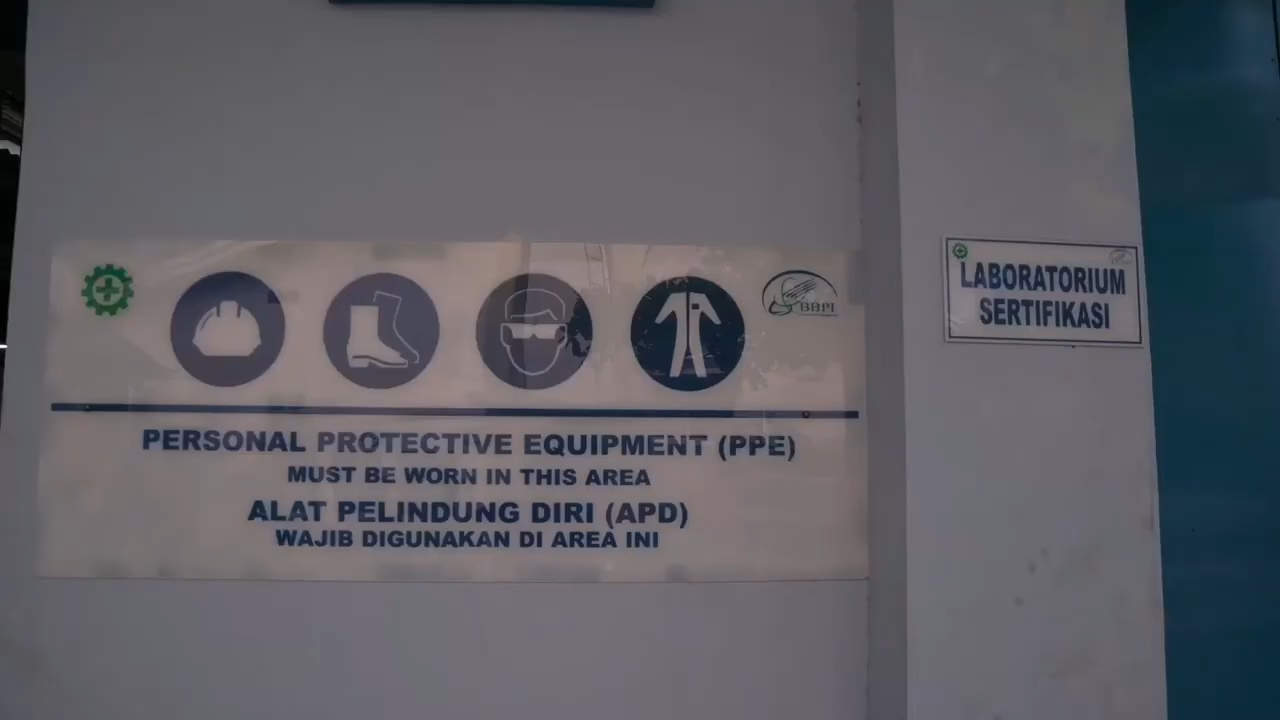 BBPI
PERSONAL PROTECTIVE EQUIPMENT (PPE)
MUST BE WORN IN THIS AREA
ALAT PELINDUNG DIRI (APD)
WAJIB DIGUNAKAN DI AREA INI
LABORATORIUM
SERTIFIKASI